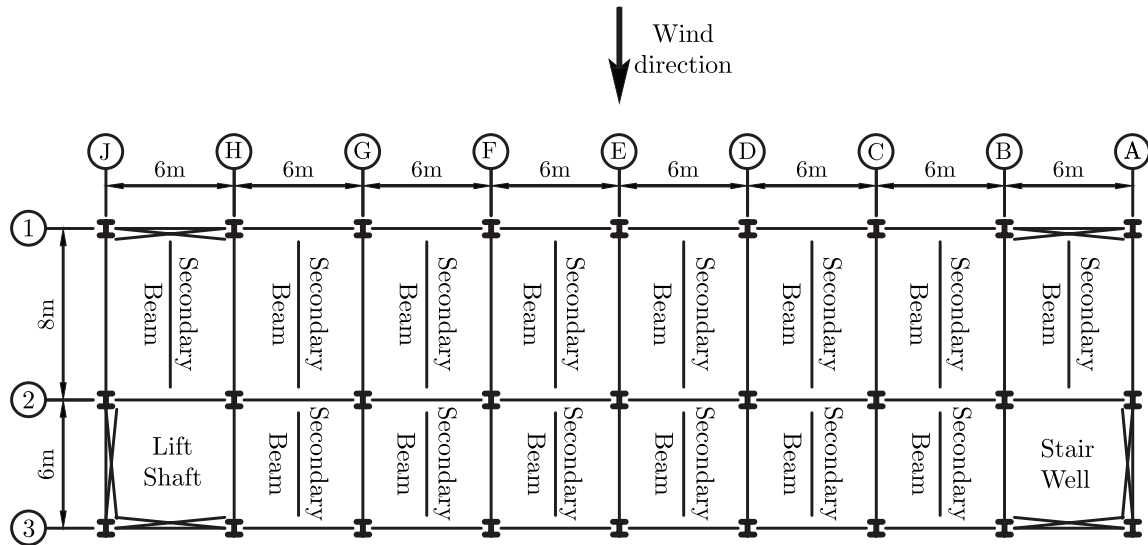 Wind
direction
J
H
G
F
E
D
C
B
A
6m
6m
6m
6m
6m
6m
6m
6m
1
8m
Secondary
Beam
Secondary
Beam
Secondary
Beam
Secondary
Beam
Secondary
Beam
Secondary
Beam
Secondary
Beam
Secondary
Beam
2
6m
Lift
Shaft
Secondary
Beam
Secondary
Beam
Secondary
Beam
Secondary
Beam
Secondary
Beam
Secondary
Beam
Stair
Well
3